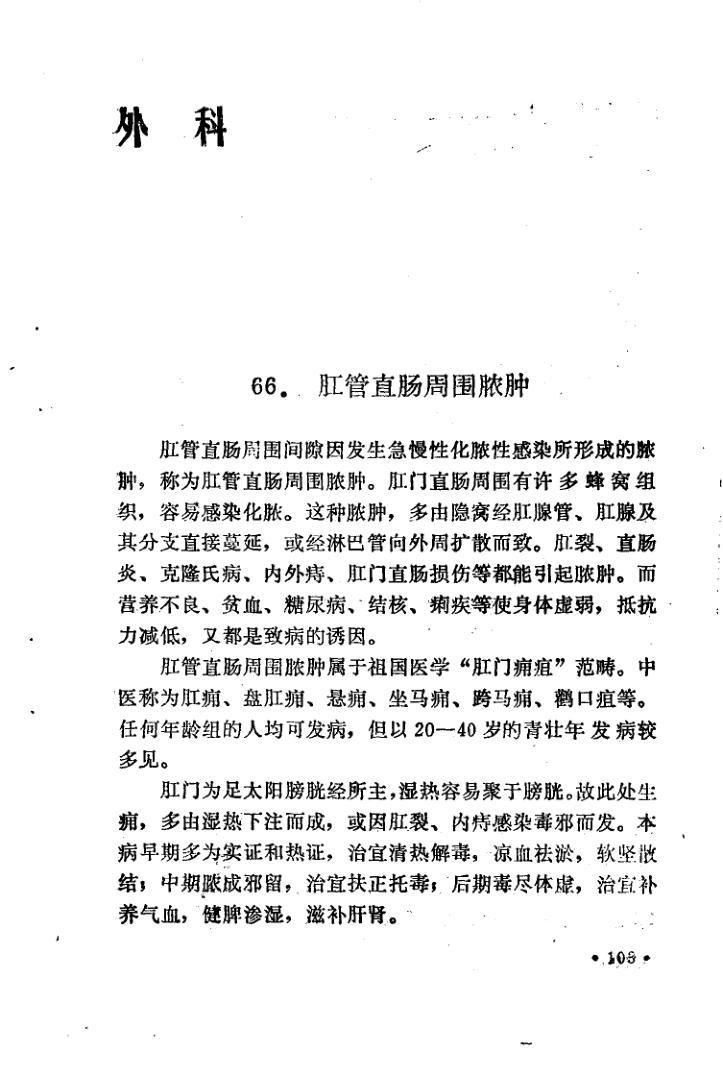 外 科
66. 肛管直肠周围脓肿
肛管直肠周围间隙因发生急慢性化脓性感染所形成的脓
肿，称为肛管直肠周围脓肿。肛门直肠周围有许多蜂窝组
织，容易感染化脓。这种脓肿，多由隐窝经肛腺管、肛腺及
其分支直接蔓延，或经淋巴管向外周扩散而致。肛裂、直肠
炎、克隆氏病、内外痔、肛门直肠损伤等都能引起脓肿。而
营养不良、贫血、糖尿病、结核、痢疾等使身体虚弱，抵抗
力减低，又都是致病的诱因。
肛管直肠周围脓肿属于祖国医学“肛门痈疽”范畴。中
医称为肛痈、盘肛痈、悬痈、坐马痈、跨马痈、鹳口疽等。
任何年龄组的人均可发病，但以20—40岁的青壮年发病较
多见。
肛门为足太阳膀胱经所主，湿热容易聚于膀胱。故此处生
痈，多由湿热下注而成，或因肛裂、内痔感染毒邪而发。本
病早期多为实证和热证，治宜清热解毒，凉血祛淤，软坚散
结；中期脓成邪留，治宜扶正托毒；后期毒尽体虚，治宜补
养气血，健脾渗湿，滋补肝肾。